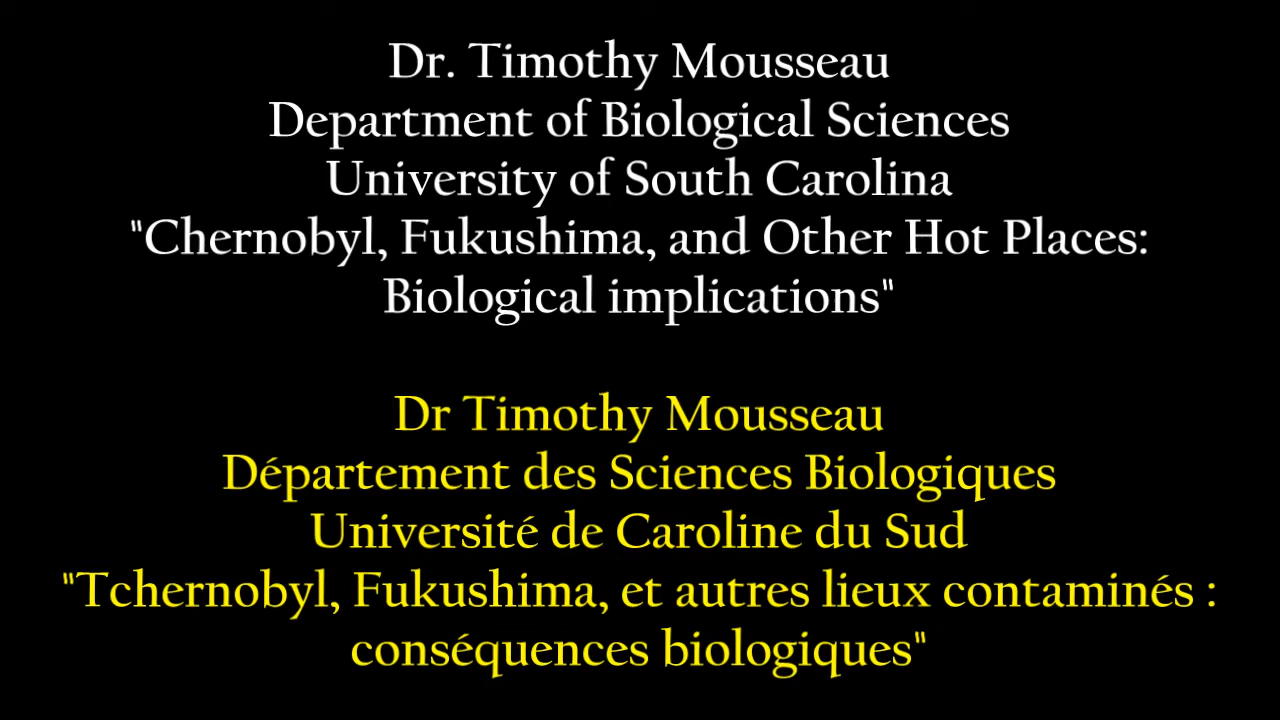 Dr. Timothy Mousseau
Department of Biological Sciences
University of South Carolina
"Chernobyl, Fukushima, and Other Hot Places:
Biological implications"
Dr Timothy Mousseau
Département des Sciences Biologiques
Université de Caroline du Sud
"Tchernobyl, Fukushima, et autres lieux contaminés :
conséquences biologiques"